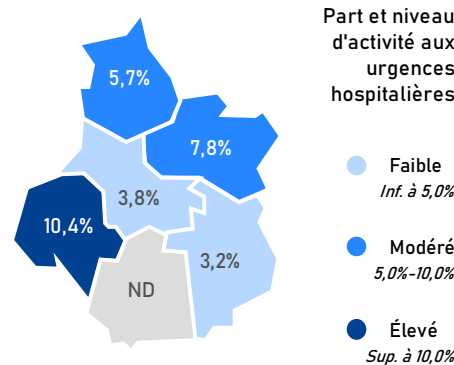 Part et niveau
d'activité aux
urgences
hospitalières
5,7%
7,8%
3,8%
10,4%
3,2%
ND
Faible
Inf. à 5,0%
Modéré
5,0%-10,0%
Élevé
Sup. à 10,0%